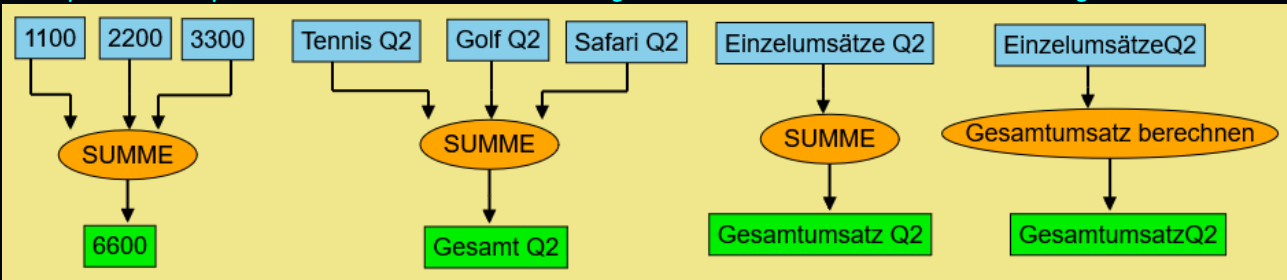 1100
2200
3300
SUMME
6600
Tennis Q2
Golf Q2
Safari Q2
SUMME
Gesamt Q2
Einzelumsätze Q2
SUMME
Gesamtumsatz Q2
EinzelumsätzeQ2
Gesamtumsatz berechnen
GesamtumsatzQ2